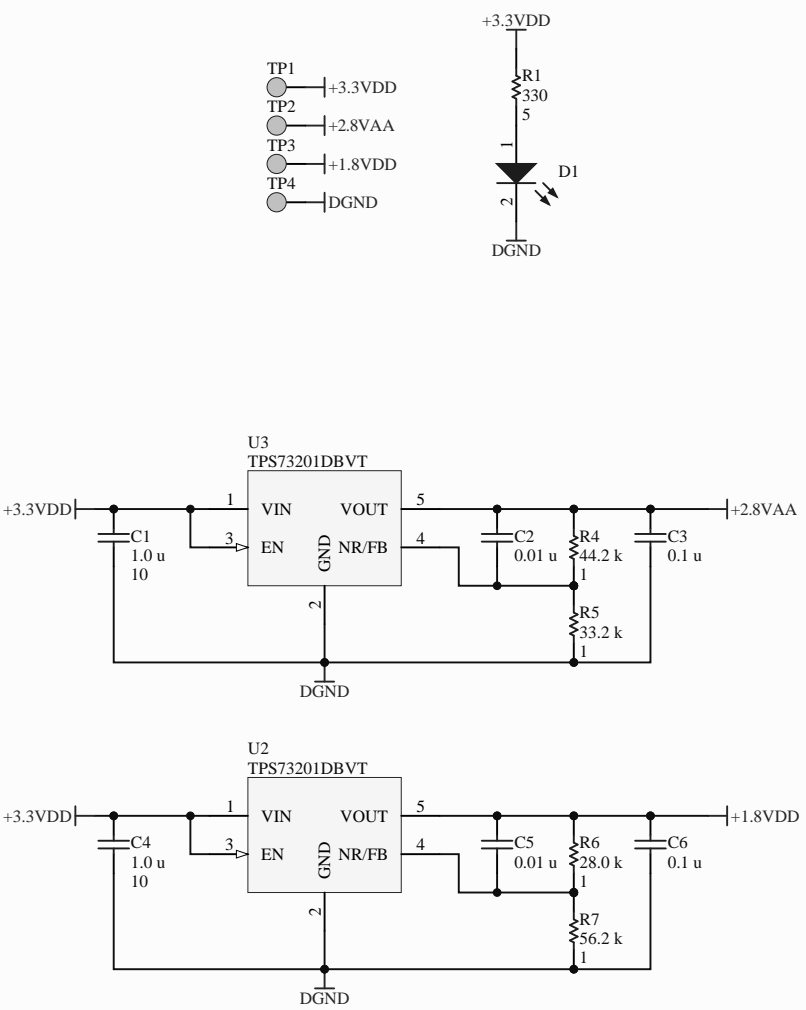 +3.3VDD
TP1
+3.3VDD
TP2
+2.8VAA
TP3
+1.8VDD
TP4
DGND
R1
330
5
1
D1
2
DGND
U3
TPS73201DBVT
+3.3VDD
1
VIN
VOUT
5
+2.8VAA
C1
1.0 u
10
3
EN
GND
NR/FB
4
C2
0.01 u
R4
44.2 k
1
C3
0.1 u
2
R5
33.2 k
1
DGND
U2
TPS73201DBVT
+3.3VDD
1
VIN
VOUT
5
+1.8VDD
C4
1.0 u
10
3
EN
GND
NR/FB
4
C5
0.01 u
R6
28.0 k
1
C6
0.1 u
2
R7
56.2 k
1
DGND